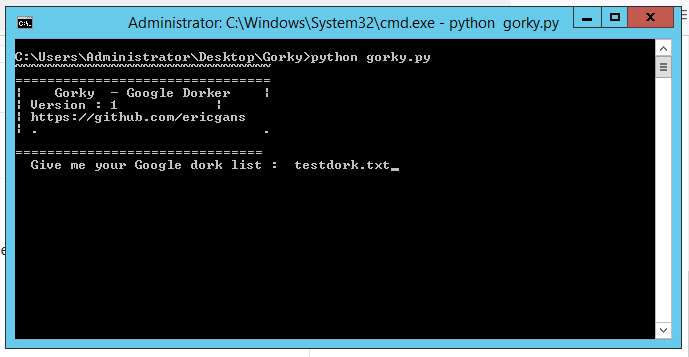 Administrator: C:\Windows\System32\cmd.exe - python gorky.py
C:\Users\Administrator\Desktop\Gorky>python gorky.py
~~~~~~~~~~~~~~~~~~~~~~~~~~~~~~~~
================================
¦    Gorky  - Google Dorker    ¦
¦ Version : 1            ¦
¦ https://github.com/ericgans
¦ .                            .
===============================
Give me your Google dork list :  testdork.txt_